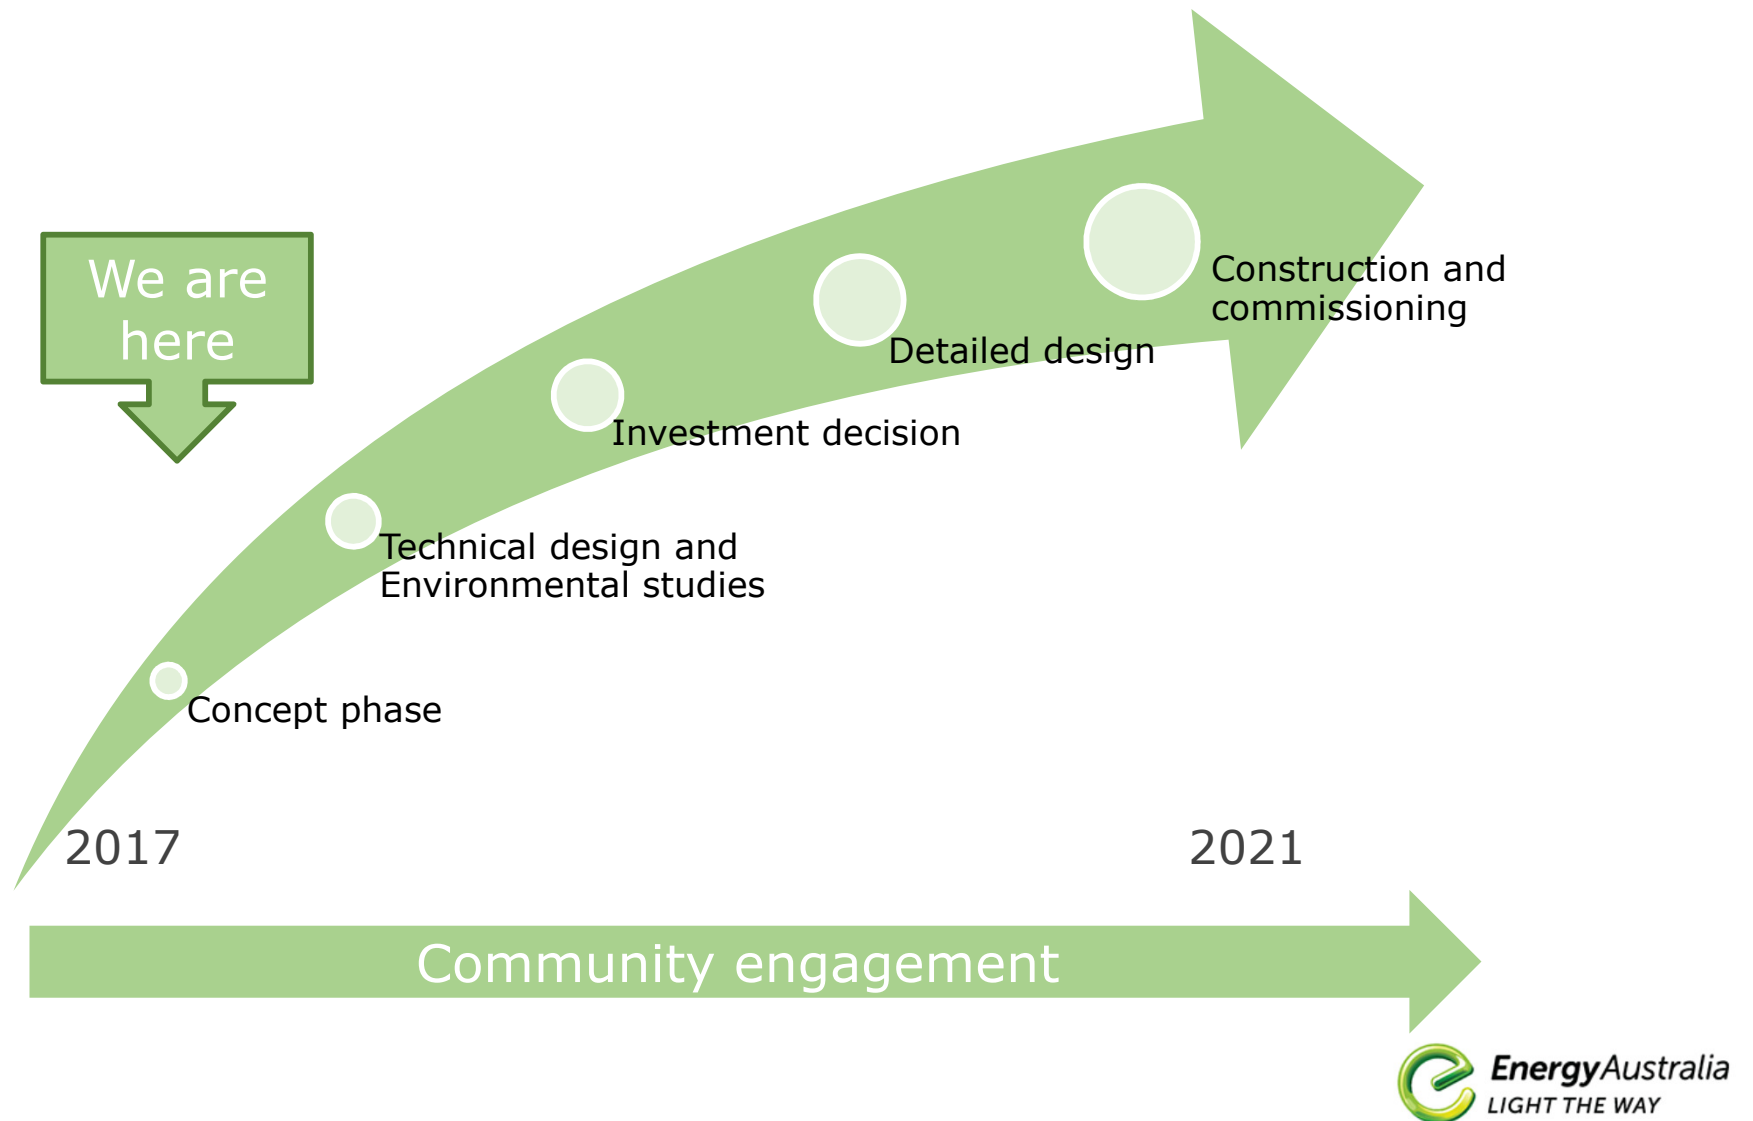 We are
here
Construction and
commissioning
Detailed design
Investment decision
Technical design and
Environmental studies
Concept phase
2017
2021
Community engagement
EnergyAustralia
LIGHT THE WAY